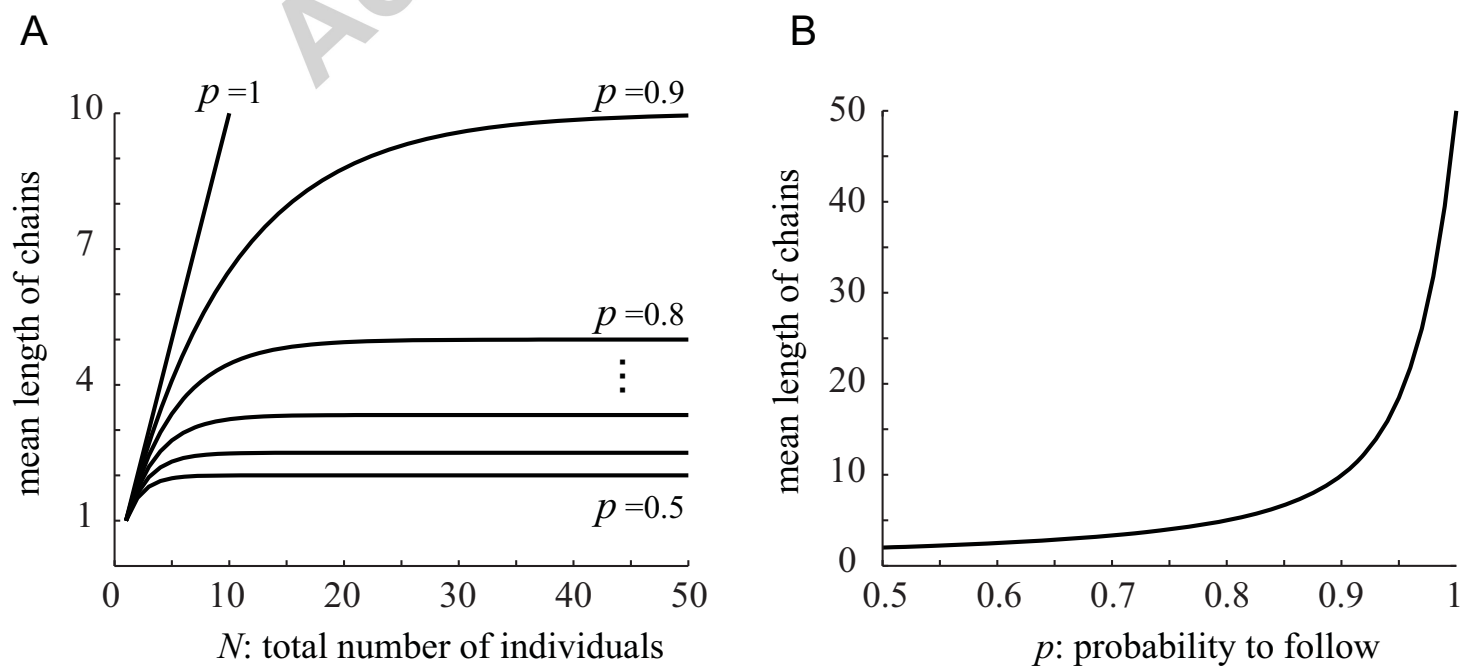 A
mean length of chains
10
7
4
1
p =1
p =0.9
p =0.8
⋮
p =0.5
0 10 20 30 40 50
N: total number of individuals
B
mean length of chains
50
40
30
20
10
0
0.5 0.6 0.7 0.8 0.9 1
p: probability to follow